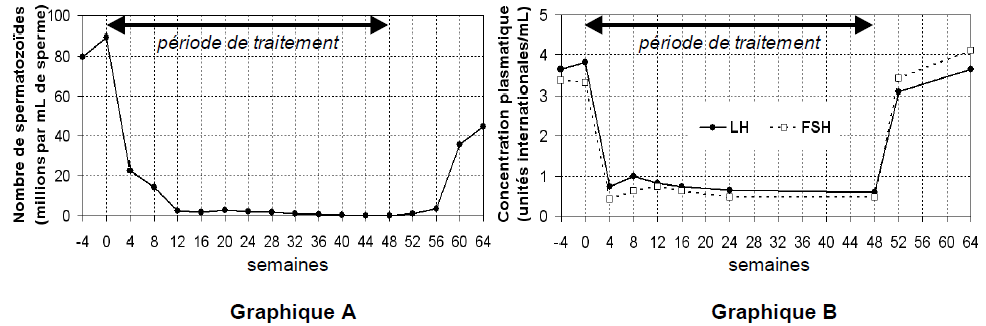 Nombre de spermatozoïdes
(millions par mL de sperme)
100
80
60
40
20
0
période de traitement
-4 0 4 8 12 16 20 24 28 32 36 40 44 48 52 56 60 64
semaines
Graphique A
Concentration plasmatique
(unités internationales/mL)
5
4
3
2
1
0
période de traitement
LH FSH
-4 0 4 8 12 16 20 24 28 32 36 40 44 48 52 56 60 64
semaines
Graphique B